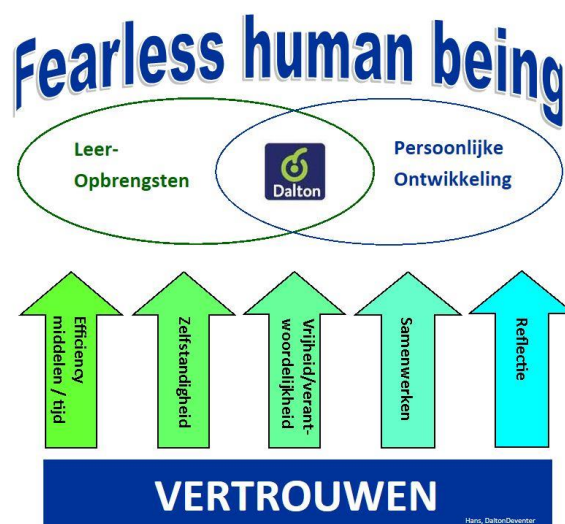 Fearless human being
Leer-
Opbrengsten
Dalton
Persoonlijke
Ontwikkeling
Efficiency
middelen / tijd
Zelfstandigheid
Vrijheid/verant-
woordelijkheid
Samenwerken
Reflectie
VERTROUWEN
Hans, DaltonDeventer